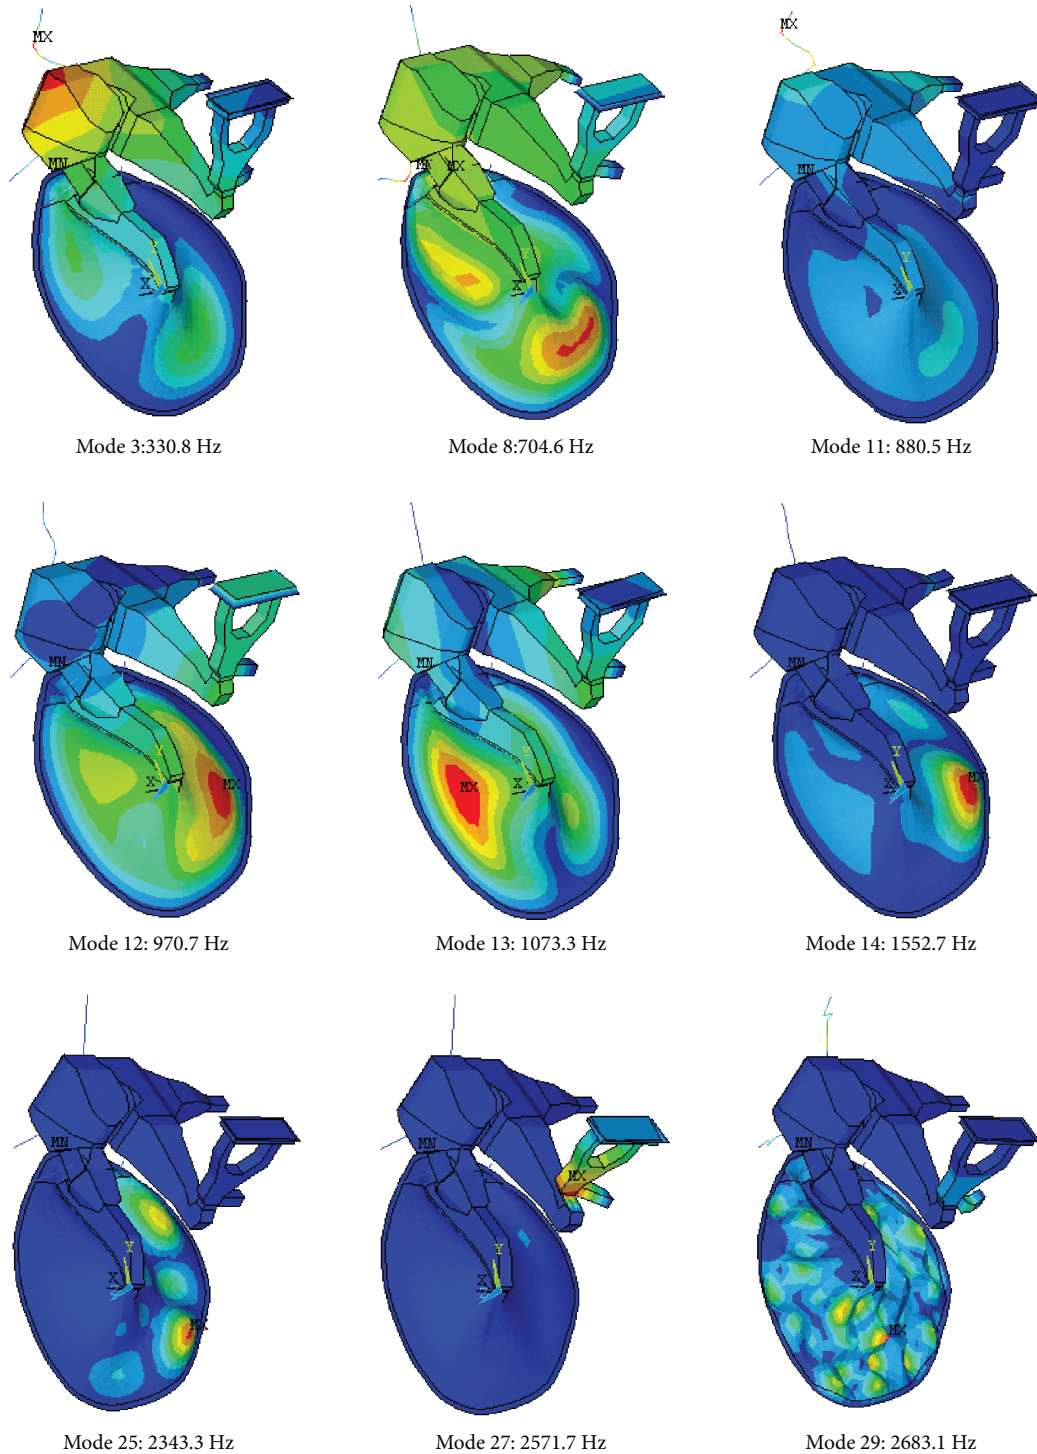 MX
MN
Y
X
Mode 3:330.8 Hz
MN MX
Y
X
Mode 8:704.6 Hz
MX
MN
Y
X
Mode 11: 880.5 Hz
MN
Y
X
MX
Mode 12: 970.7 Hz
MN
Y
X
MX
Mode 13: 1073.3 Hz
MN
Y
X
MX
Mode 14: 1552.7 Hz
MN
Y
X
MX
Mode 25: 2343.3 Hz
MN
MX
Y
X
Mode 27: 2571.7 Hz
MN
Y
X
MX
Mode 29: 2683.1 Hz